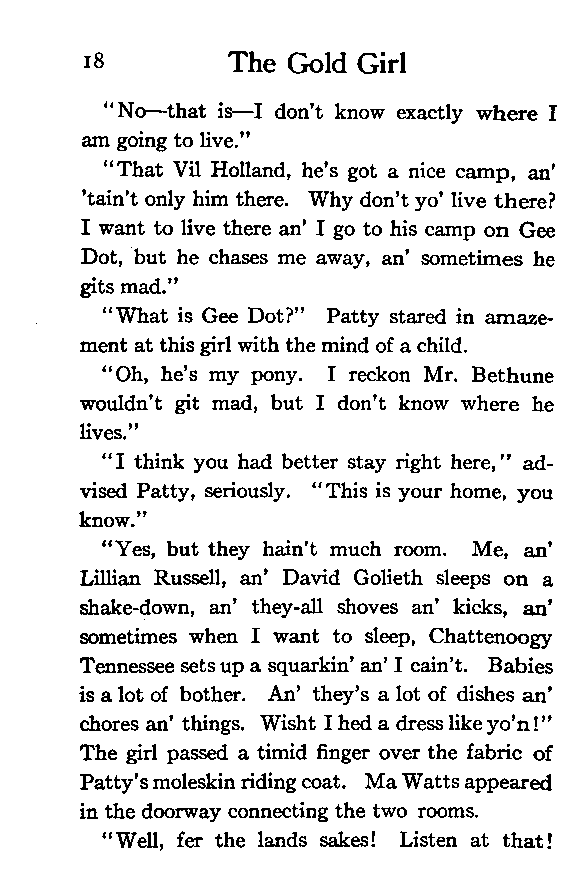 18 The Gold Girl
"No—that is—I don't know exactly where I
am going to live."
"That Vil Holland, he's got a nice camp, an'
'tain't only him there. Why don't yo' live there?
I want to live there an' I go to his camp on Gee
Dot, but he chases me away, an' sometimes he
gits mad."
"What is Gee Dot?" Patty stared in amaze-
ment at this girl with the mind of a child.
"Oh, he's my pony. I reckon Mr. Bethune
wouldn't git mad, but I don't know where he
lives."
"I think you had better stay right here," ad-
vised Patty, seriously. "This is your home, you
know."
"Yes, but they hain't much room. Me, an'
Lillian Russell, an' David Golieth sleeps on a
shake-down, an' they-all shoves an' kicks, an'
sometimes when I want to sleep, Chattenoogy
Tennessee sets up a squarkin' an' I cain't. Babies
is a lot of bother. An' they's a lot of dishes an'
chores an' things. Wisht I hed a dress like yo'n!"
The girl passed a timid finger over the fabric of
Patty's moleskin riding coat. Ma Watts appeared
in the doorway connecting the two rooms.
"Well, fer the lands sakes! Listen at that!